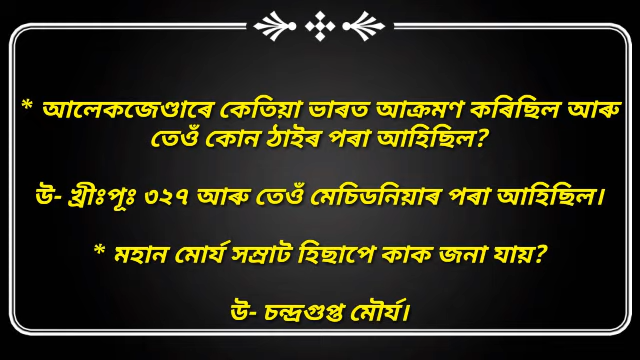 * আলেকজেণ্ডাৰে কেতিয়া ভাৰত আক্ৰমণ কৰিছিল আৰু
তেওঁ কোন ঠাইৰ পৰা আহিছিল?
উ- খ্ৰীঃপূঃ ৩২৭ আৰু তেওঁ মেচিডনিয়াৰ পৰা আহিছিল।
* মহান মোৰ্য সম্ৰাট হিছাপে কাক জনা যায়?
উ- চন্দ্ৰগুপ্ত মৌৰ্য।